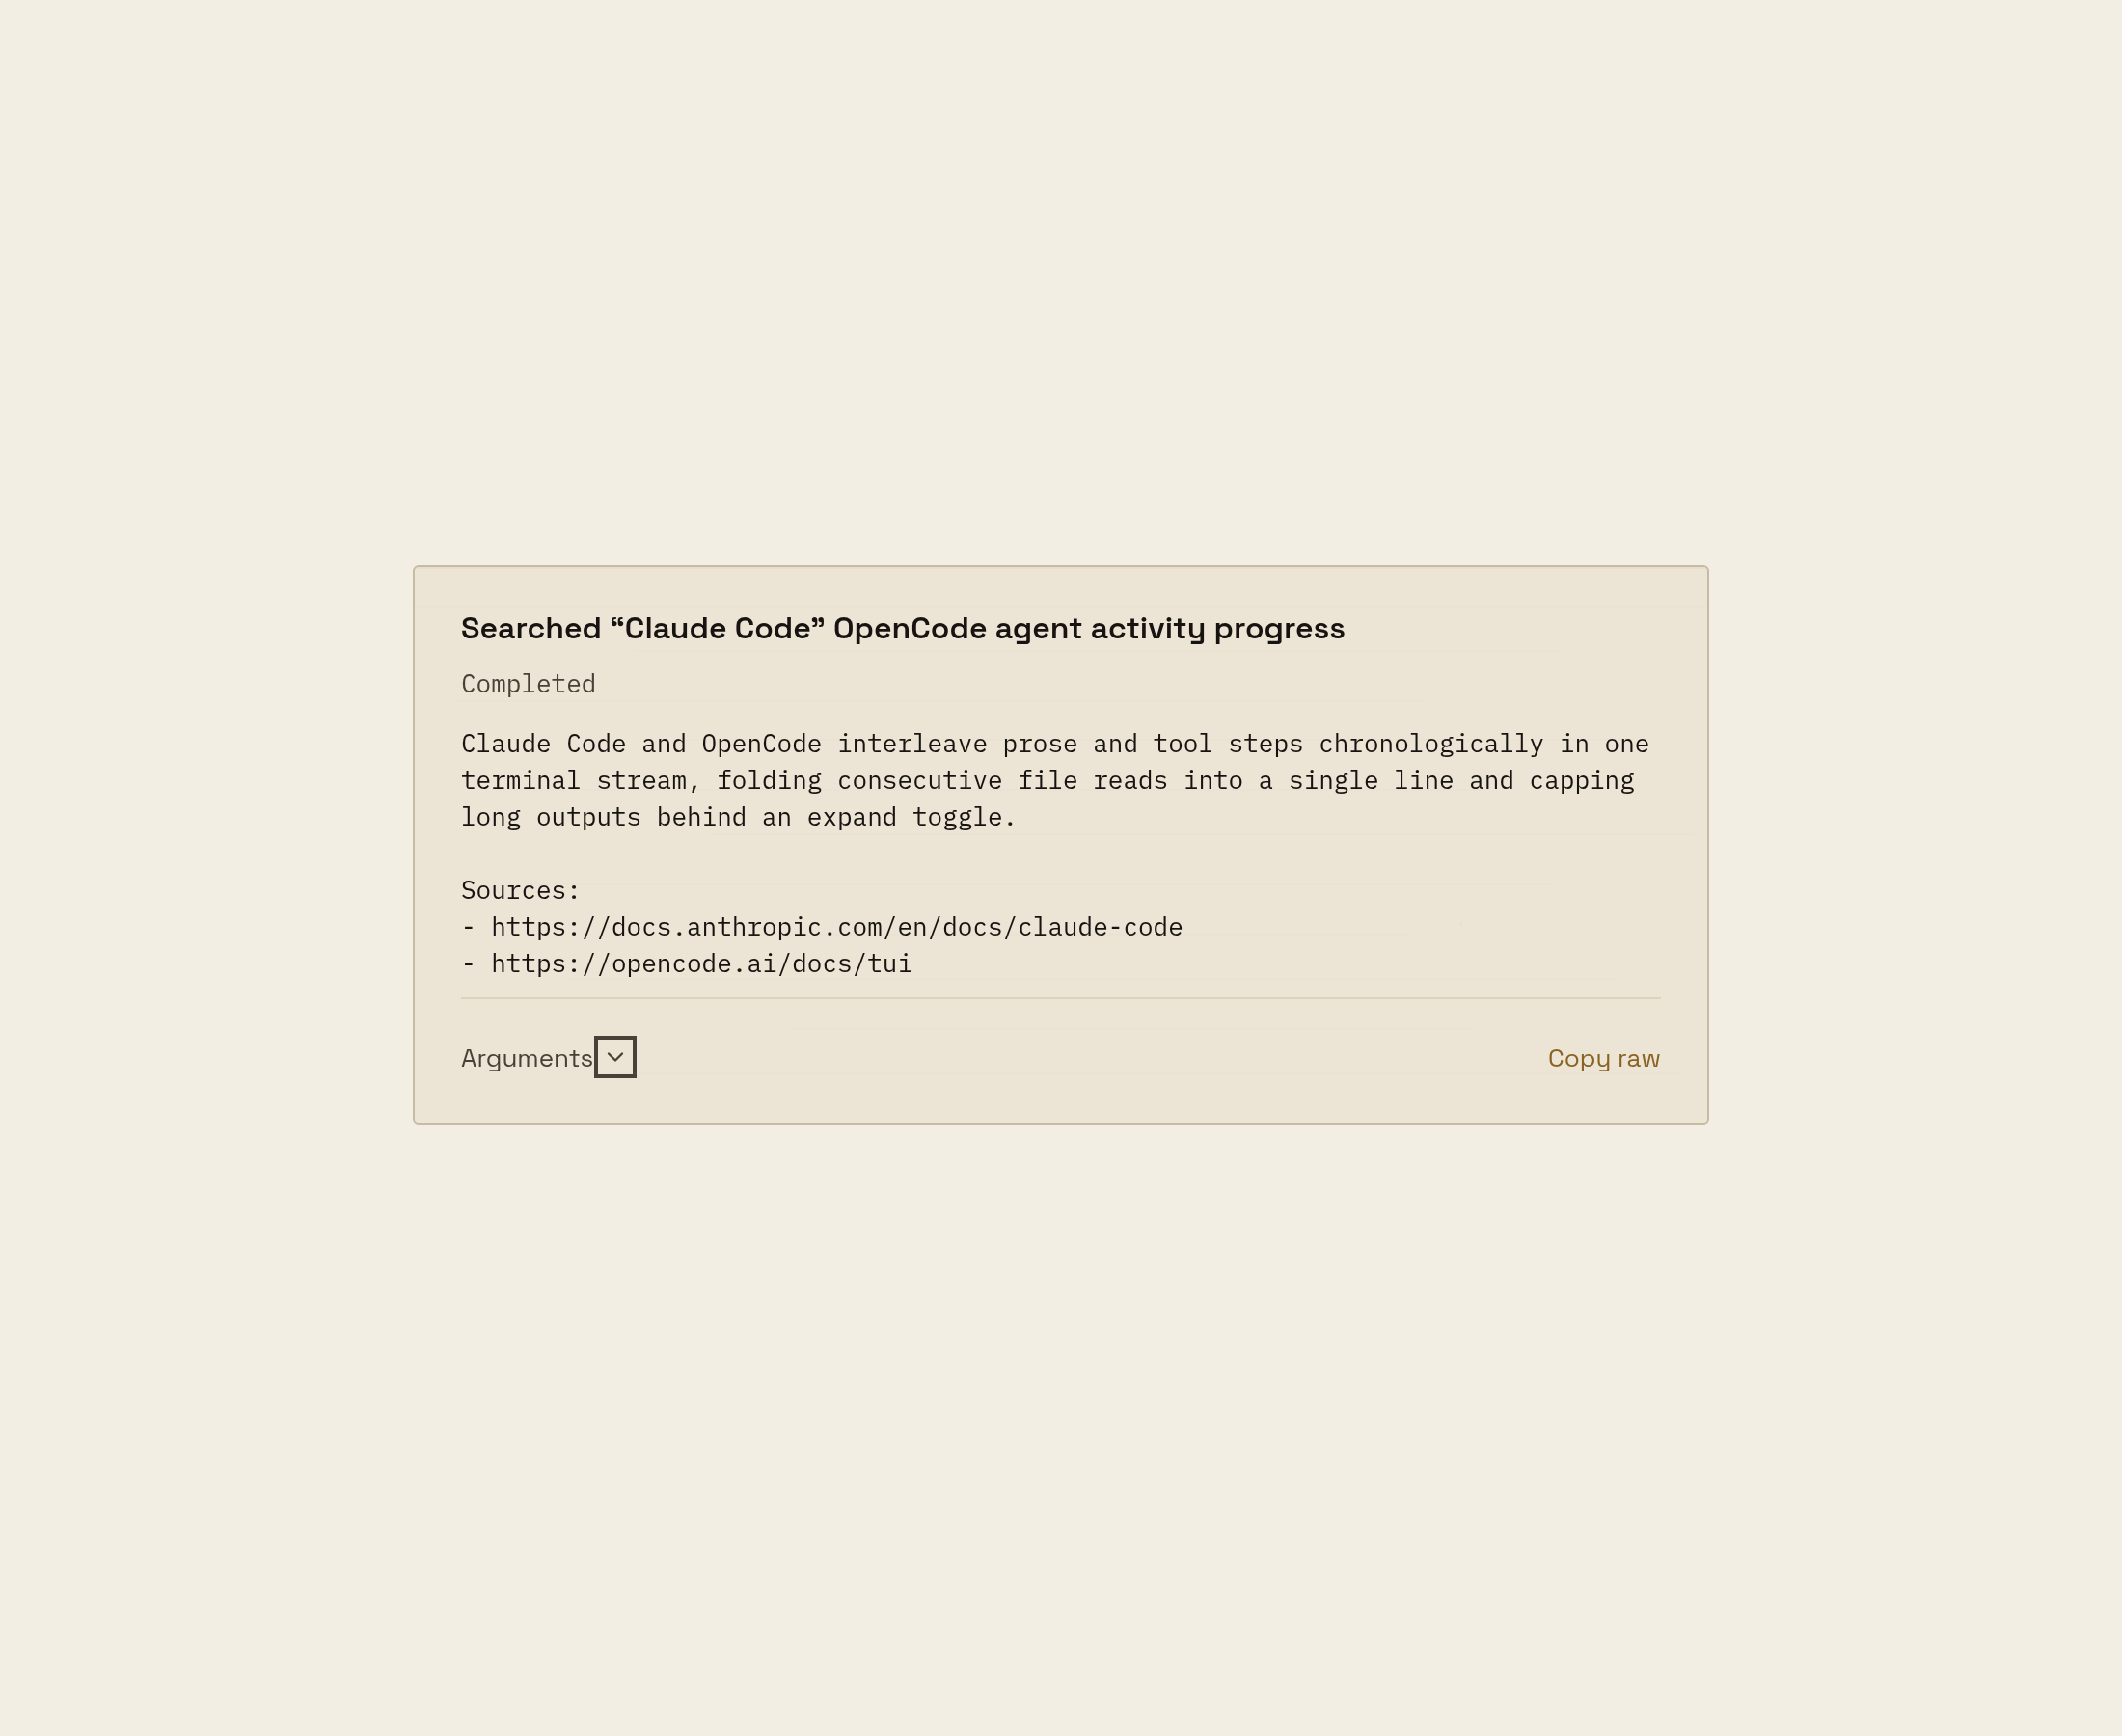 Searched “Claude Code” OpenCode agent activity progress
Completed
Claude Code and OpenCode interleave prose and tool steps chronologically in one
terminal stream, folding consecutive file reads into a single line and capping
long outputs behind an expand toggle.
Sources:
- https://docs.anthropic.com/en/docs/claude-code
- https://opencode.ai/docs/tui
Arguments
Copy raw